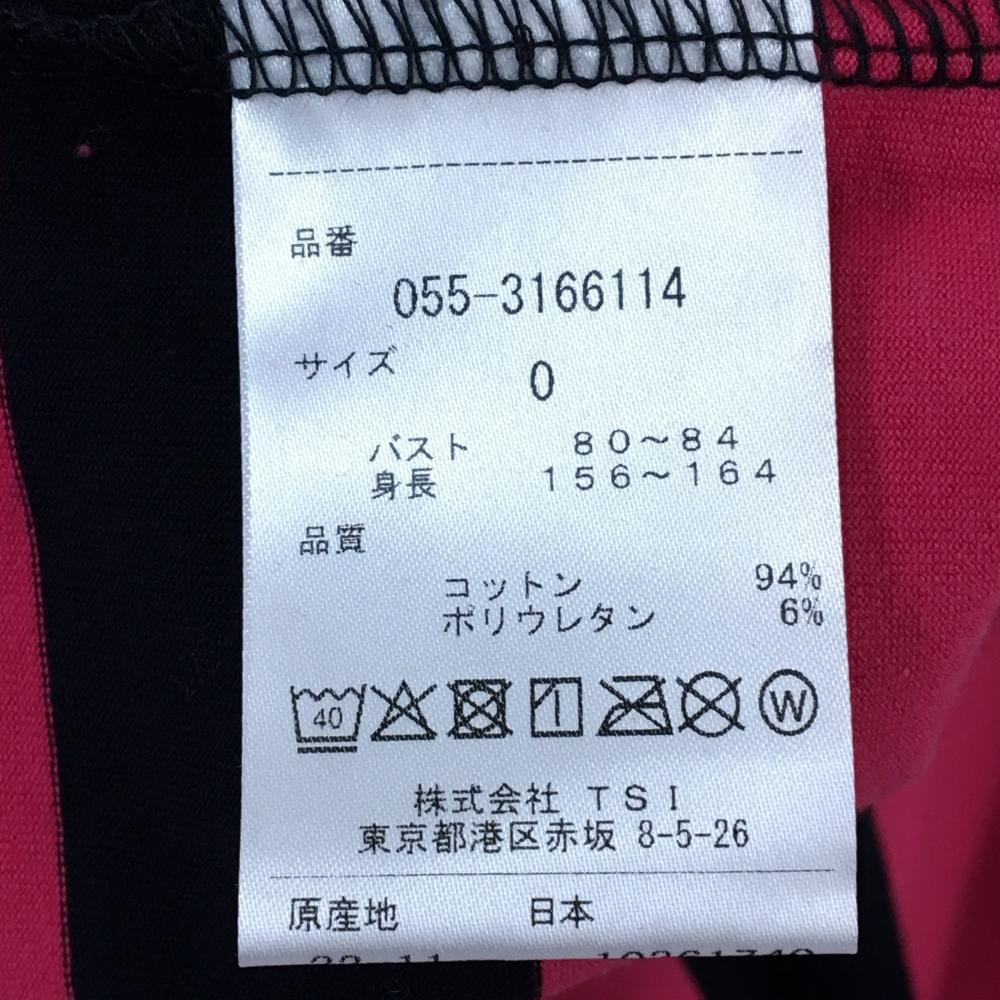 品番
055-3166114
サイズ 0
バスト 80～84
身長 156～164
品質
コットン 94%
ポリウレタン 6%
40 W
株式会社 TSI
東京都港区赤坂 8-5-26
原産地 日本